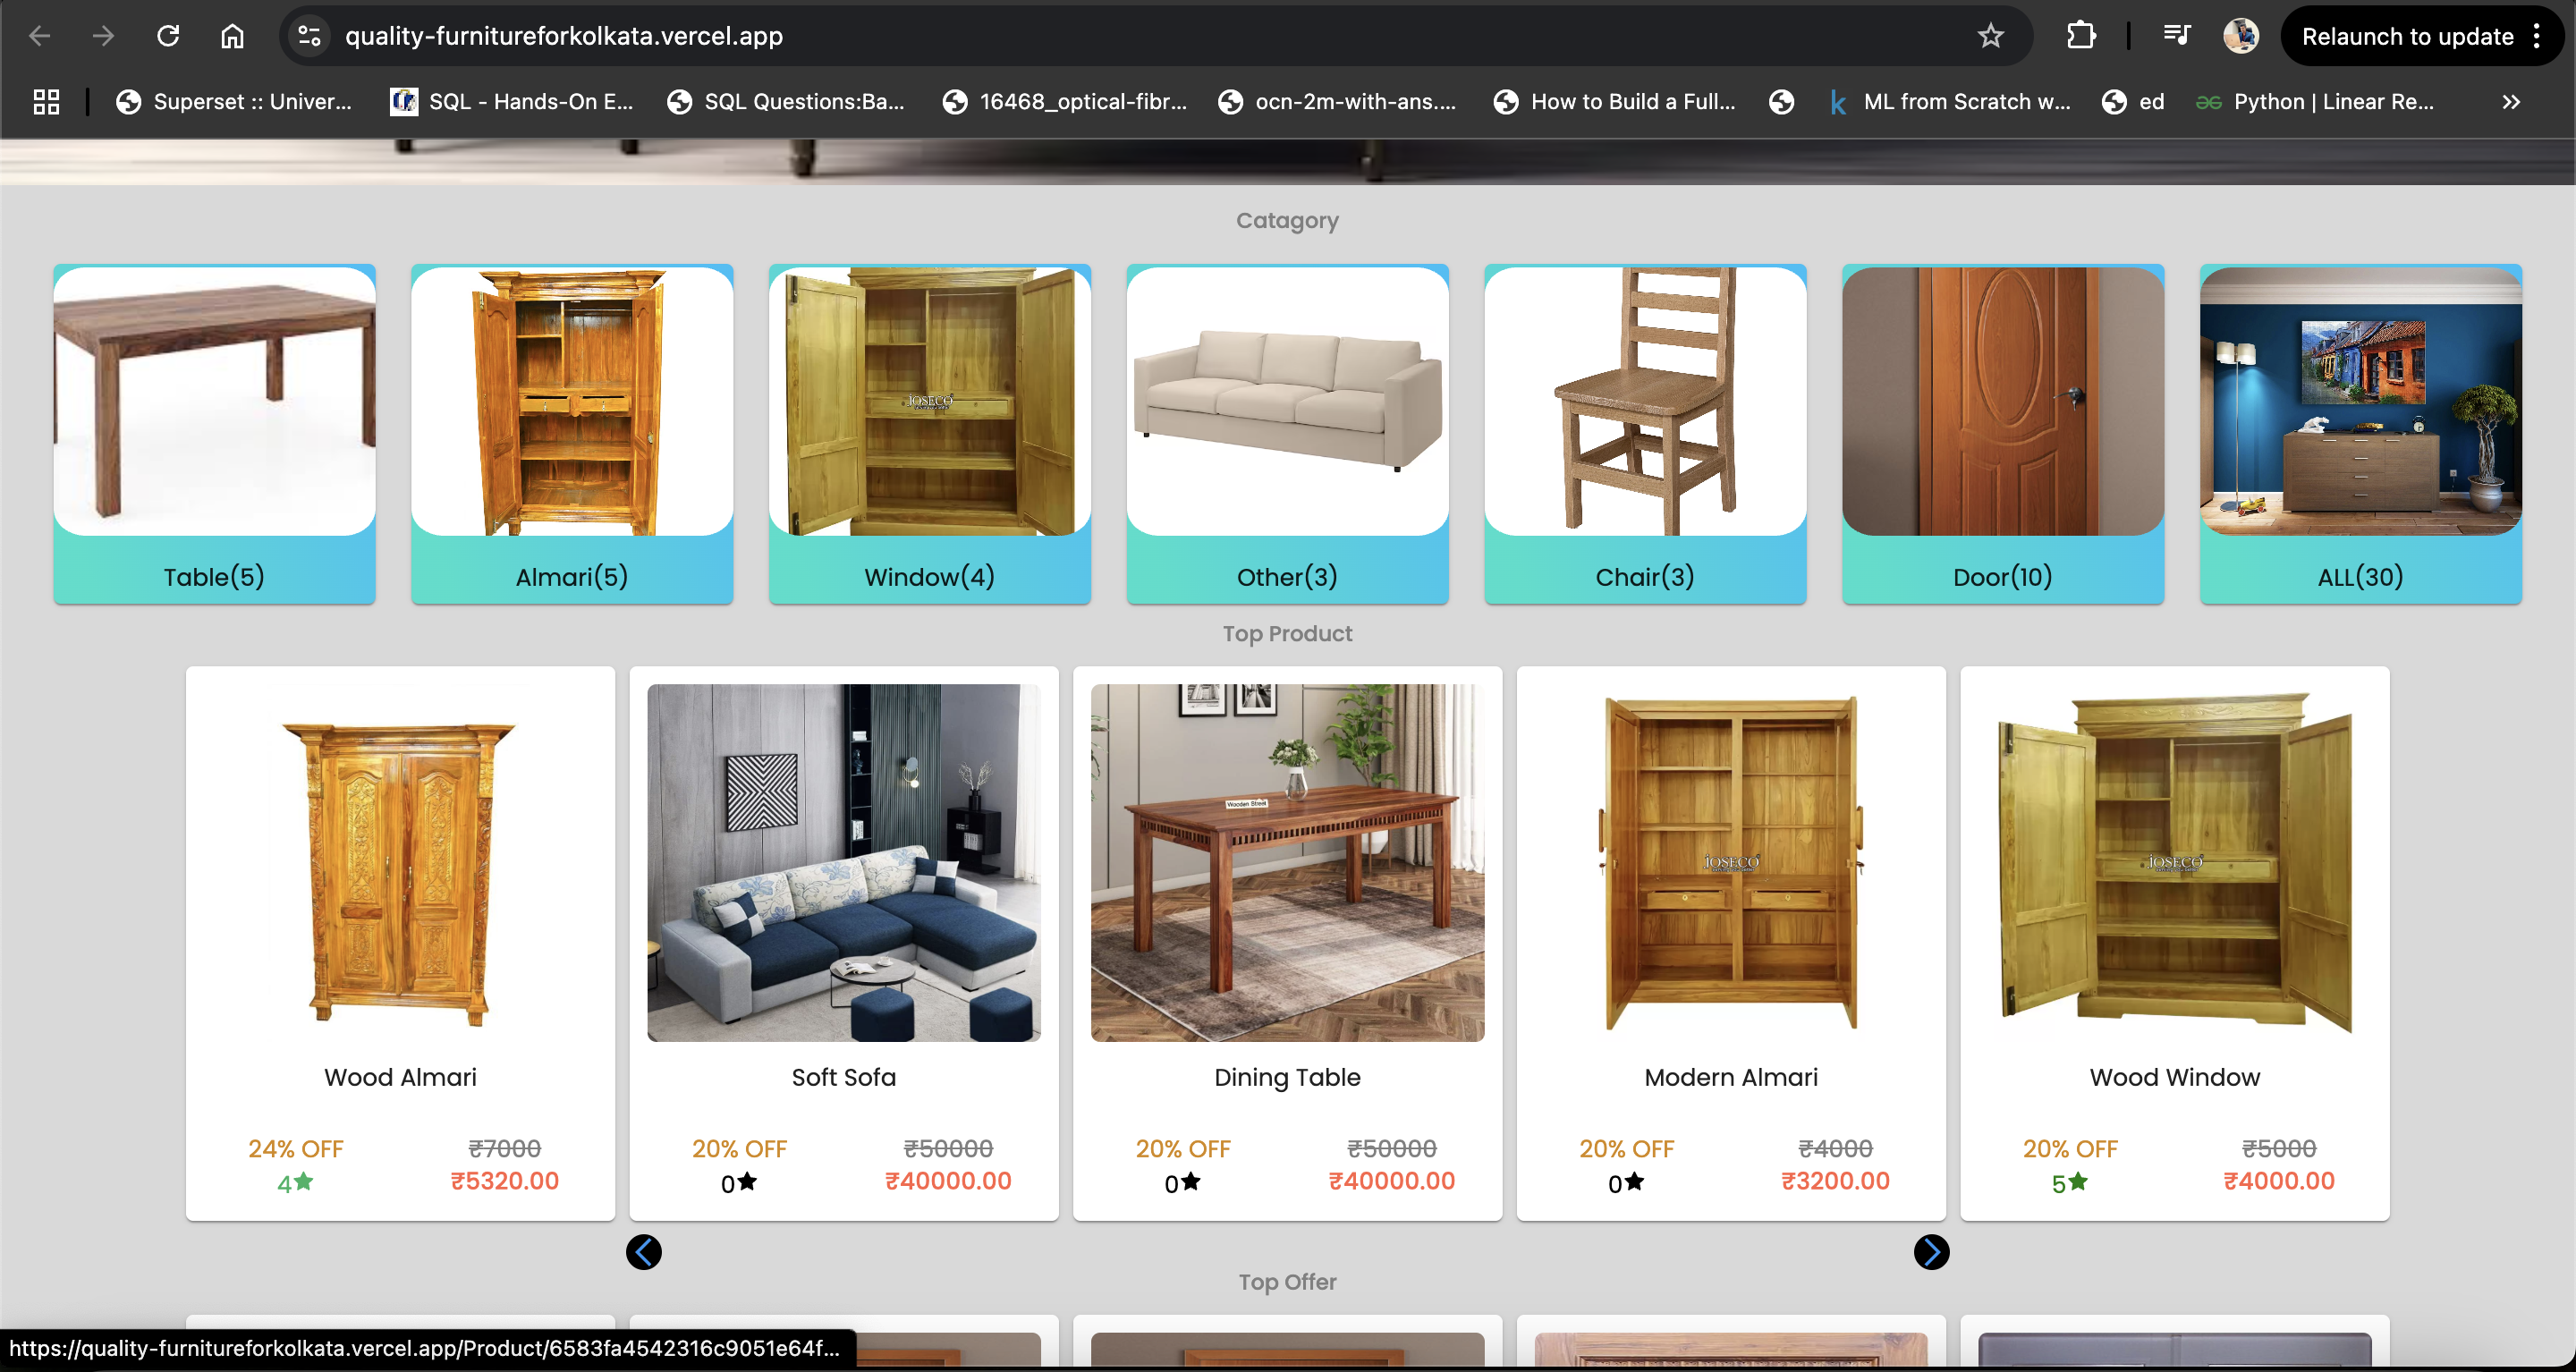 quality-furnitureforkolkata.vercel.app
Relaunch to update
Superset :: Univer...
SQL - Hands-On E...
SQL Questions:Ba...
16468_optical-fibr...
ocn-2m-with-ans....
How to Build a Full...
ML from Scratch w...
ed
Python | Linear Re...
Catagory
JOSECO
Table(5)
Almari(5)
Window(4)
Other(3)
Chair(3)
Door(10)
ALL(30)
Top Product
Wooden Street
JOSECO
JOSECO
Wood Almari
Soft Sofa
Dining Table
Modern Almari
Wood Window
24% OFF ₹7000
4★ ₹5320.00
20% OFF ₹50000
0★ ₹40000.00
20% OFF ₹50000
0★ ₹40000.00
20% OFF ₹4000
0★ ₹3200.00
20% OFF ₹5000
5★ ₹4000.00
Top Offer
https://quality-furnitureforkolkata.vercel.app/Product/6583fa4542316c9051e64f...